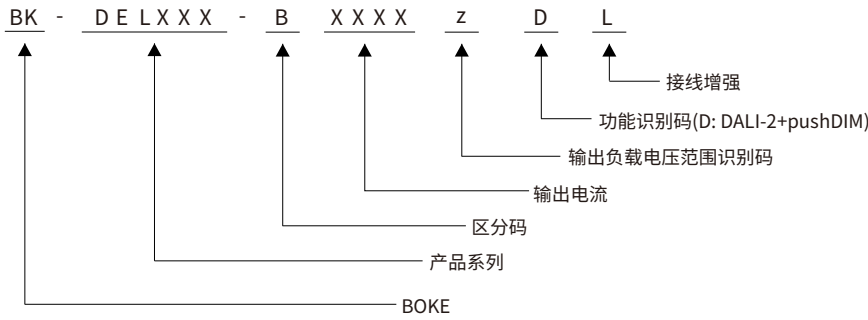 BK - DELXXX - B XXXX z D L
接线增强
功能识别码(D: DALI-2+pushDIM)
输出负载电压范围识别码
输出电流
区分码
产品系列
BOKE